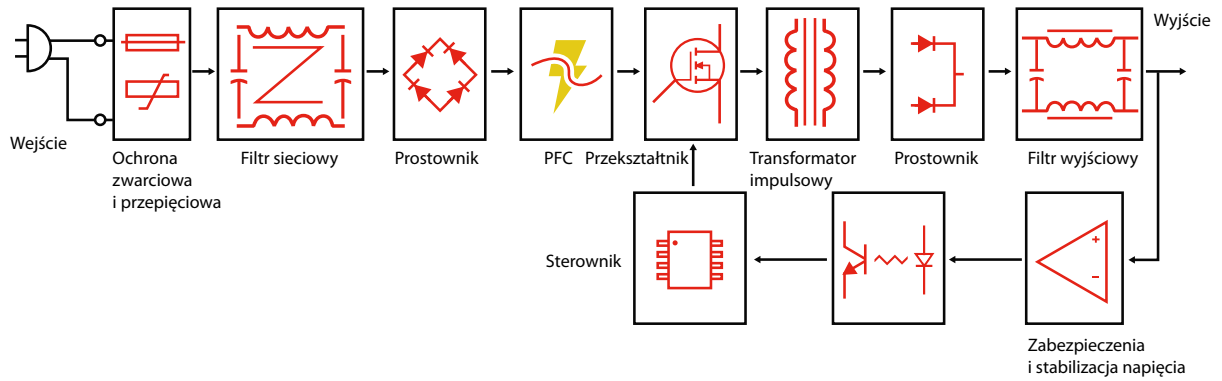 Wyjście
Wejście
Ochrona
zwarciowa
i przepięciowa
Filtr sieciowy
Prostownik
PFC
Przekształtnik
Transformator
impulsowy
Prostownik
Filtr wyjściowy
Sterownik
+
-
Zabezpieczenia
i stabilizacja napięcia